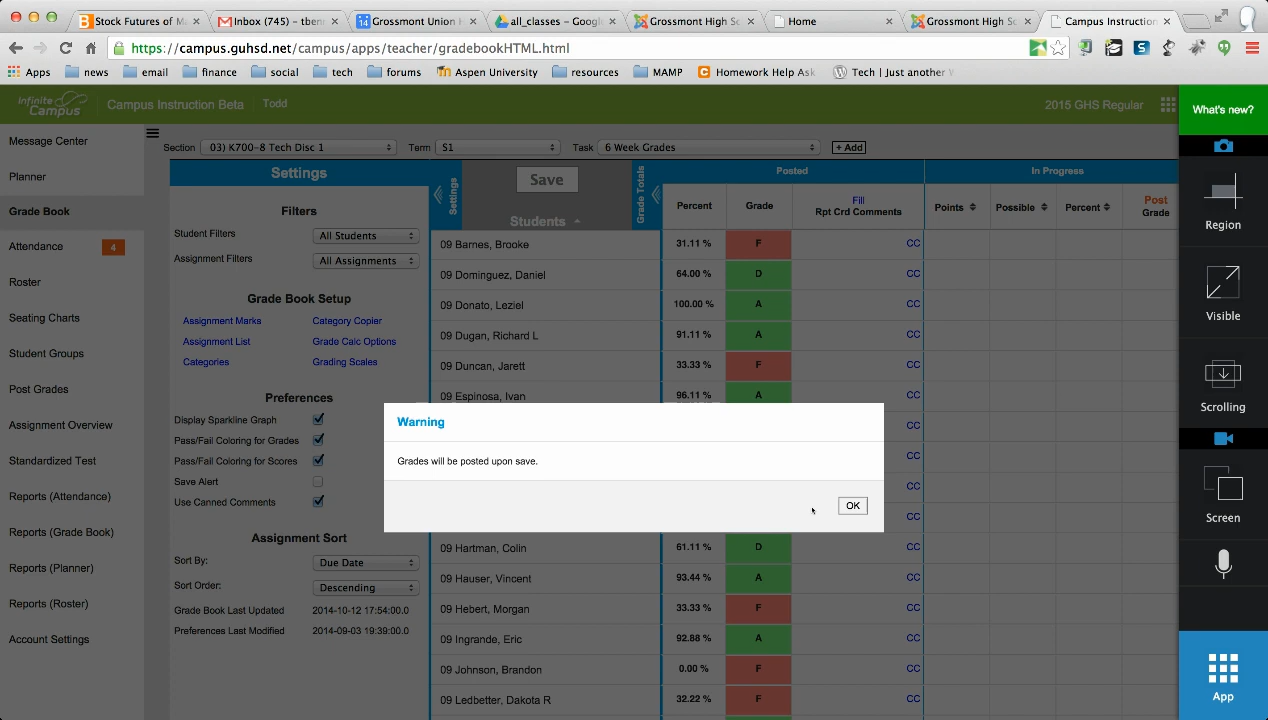 Stock Futures of Ma
Inbox (745) – tben
14
Grossmont Union H
all_classes – Google
Grossmont High Sc
Home
Grossmont High Sc
Campus Instruction
https://campus.guhsd.net/campus/apps/teacher/gradebookHTML.html
Apps
news
email
finance
social
tech
forums
Aspen University
resources
MAMP
Homework Help Ask
Tech | Just another W
Infinite Campus
Campus Instruction Beta
Todd
2015 GHS Regular
What's new?
Message Center
Planner
Grade Book
Attendance
4
Roster
Seating Charts
Student Groups
Post Grades
Assignment Overview
Standardized Test
Reports (Attendance)
Reports (Grade Book)
Reports (Planner)
Reports (Roster)
Account Settings
Section
03) K700-8 Tech Disc 1
Term
S1
Task
6 Week Grades
+ Add
Settings
Filters
Student Filters
All Students
Assignment Filters
All Assignments
Grade Book Setup
Assignment Marks
Category Copier
Assignment List
Grade Calc Options
Categories
Grading Scales
Preferences
Display Sparkline Graph
Pass/Fail Coloring for Grades
Pass/Fail Coloring for Scores
Save Alert
Use Canned Comments
Assignment Sort
Sort By:
Due Date
Sort Order:
Descending
Grade Book Last Updated
2014-10-12 17:54:00.0
Preferences Last Modified
2014-09-03 19:39:00.0
Settings
Save
Students
Grade Totals
Posted
In Progress
Percent
Grade
Fill
Rpt Crd Comments
Points
Possible
Percent
Post
Grade
09 Barnes, Brooke 31.11 % F CC
09 Dominguez, Daniel 64.00 % D CC
09 Donato, Leziel 100.00 % A CC
09 Dugan, Richard L 91.11 % A CC
09 Duncan, Jarett 33.33 % F CC
09 Espinosa, Ivan 96.11 % A CC
CC
CC
CC
CC
Warning
Grades will be posted upon save.
OK
09 Hartman, Colin 61.11 % D CC
09 Hauser, Vincent 93.44 % A CC
09 Hebert, Morgan 33.33 % F CC
09 Ingrande, Eric 92.88 % A CC
09 Johnson, Brandon 0.00 % F CC
09 Ledbetter, Dakota R 32.22 % F CC
Region
Visible
Scrolling
Screen
App